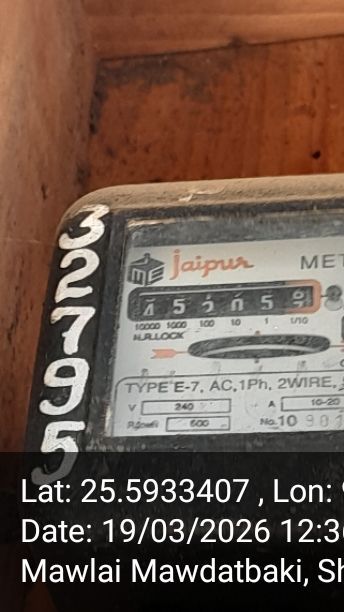 32795
Jaipur MET
10000 1000 100 10 1 1/10
N.R.LOCK
TYPE E-7, AC, 1Ph, 2WIRE,
V 240 A 10-20
600
No.10
Lat: 25.5933407 , Lon:
Date: 19/03/2026 12:3
Mawlai Mawdatbaki, Sh